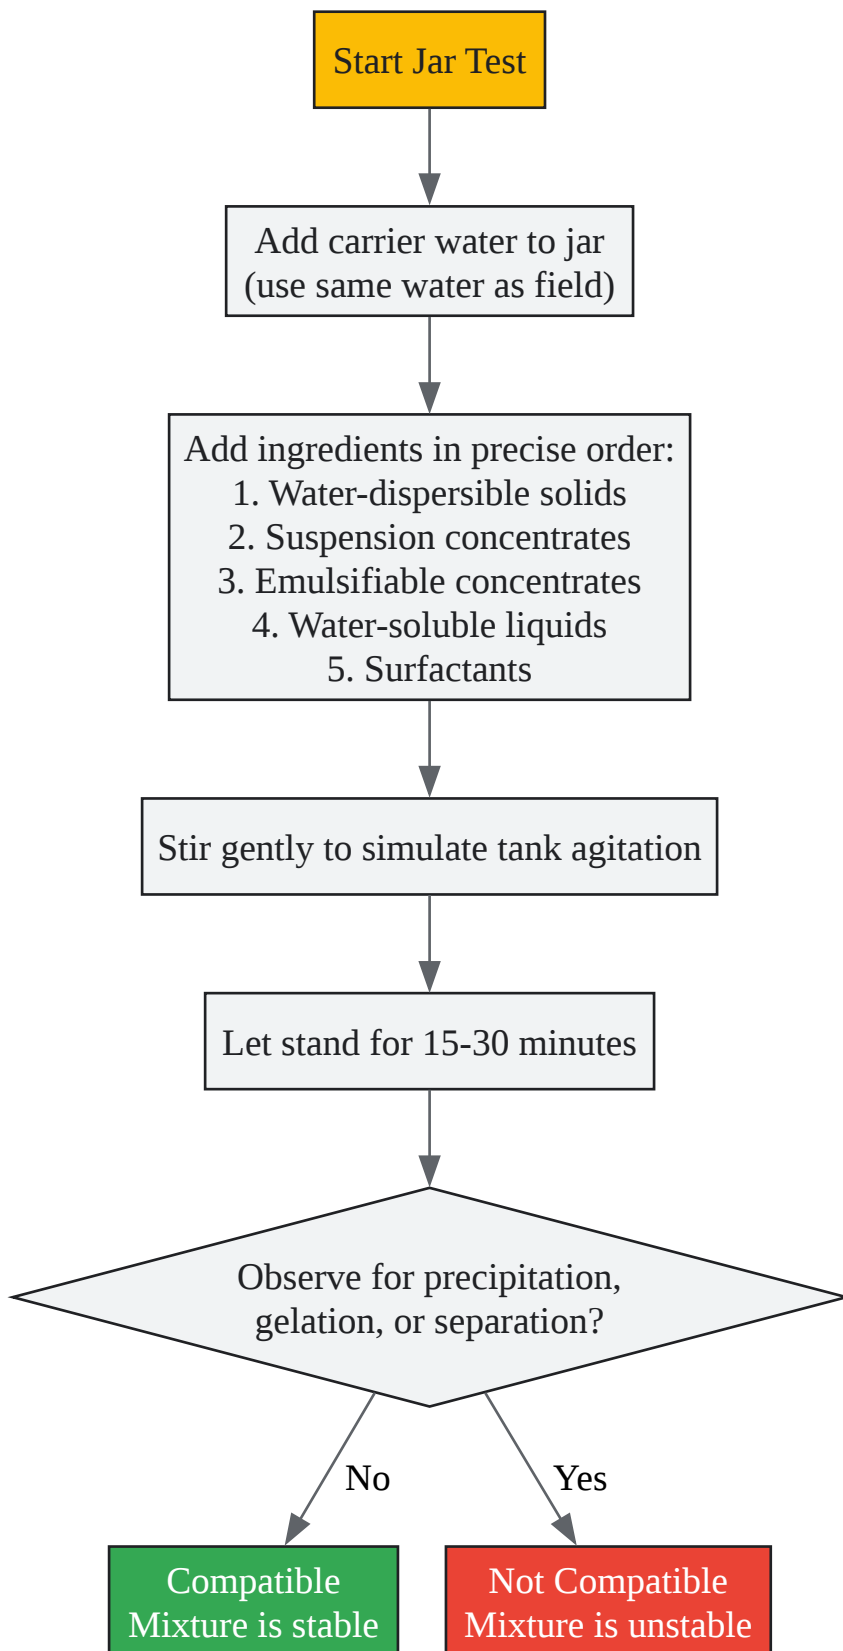 Start Jar Test
Add carrier water to jar
(use same water as field)
Add ingredients in precise order:
1. Water-dispersible solids
2. Suspension concentrates
3. Emulsifiable concentrates
4. Water-soluble liquids
5. Surfactants
Stir gently to simulate tank agitation
Let stand for 15-30 minutes
Observe for precipitation,
gelation, or separation?
No
Yes
Compatible
Mixture is stable
Not Compatible
Mixture is unstable